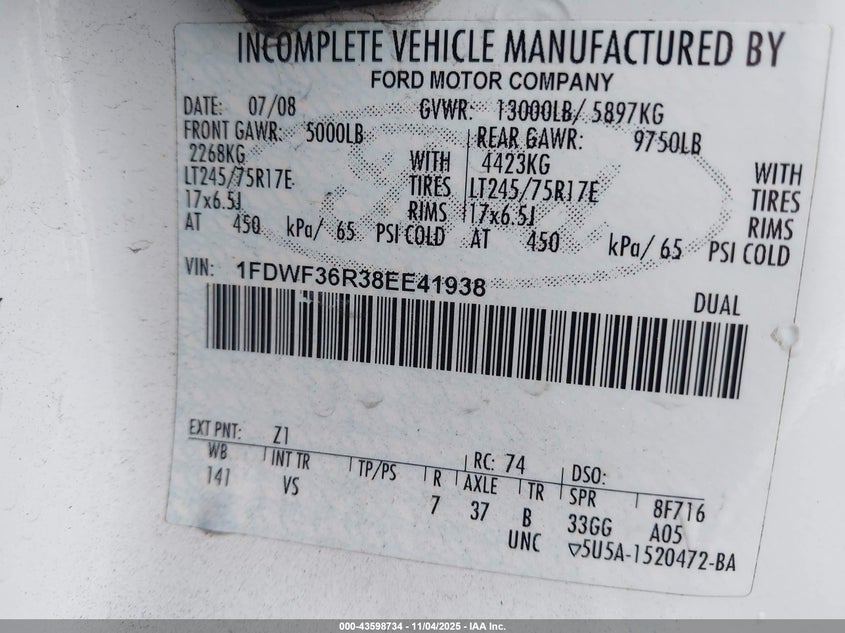 INCOMPLETE VEHICLE MANUFACTURED BY
FORD MOTOR COMPANY
DATE: 07/08 GVWR: 13000LB/ 5897KG
FRONT GAWR: 5000LB REAR GAWR: 9750LB
2268KG WITH 4423KG WITH
LT245/75R17E TIRES LT245/75R17E TIRES
17x6.5J RIMS 17x6.5J RIMS
AT 450 kPa/ 65 PSI COLD AT 450 kPa/ 65 PSI COLD
VIN: 1FDWF36R38EE41938
DUAL
EXT PNT: Z1 RC: 74 DSO:
WB INT TR TP/PS R AXLE TR SPR 8F716
141 VS 7 37 B 33GG A05
UNC ▽5U5A-1520472-BA
000-43598734 - 11/04/2025 - IAA Inc.